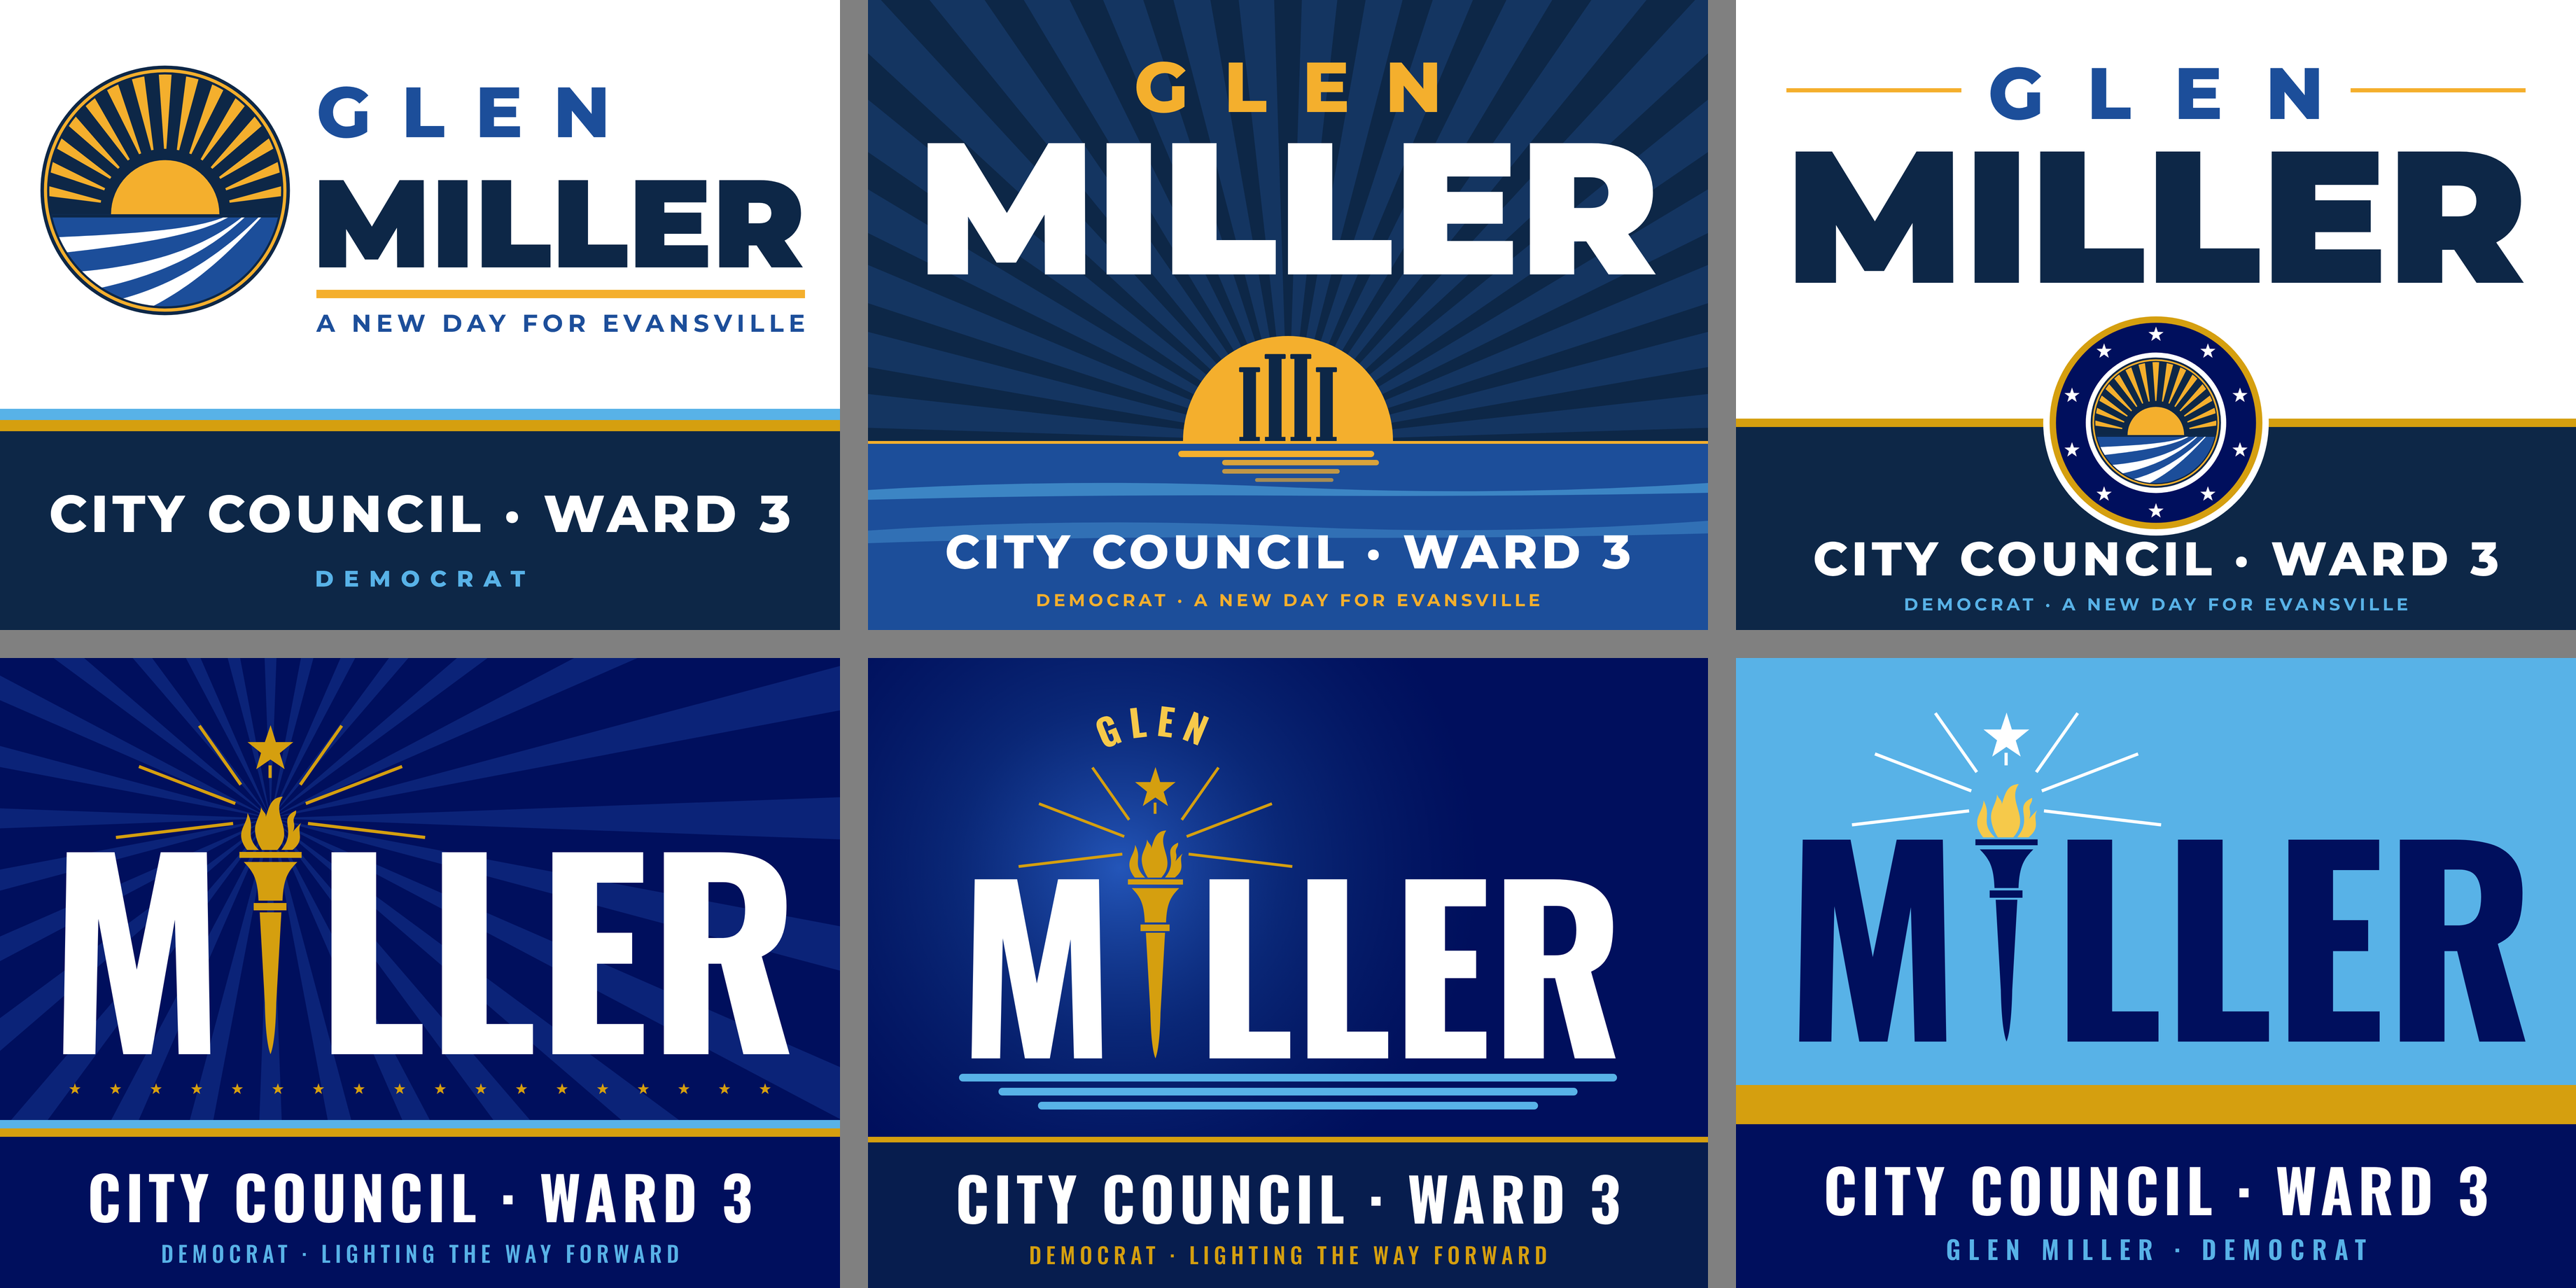 GLEN
MILLER
A NEW DAY FOR EVANSVILLE
CITY COUNCIL · WARD 3
DEMOCRAT
GLEN
MILLER
CITY COUNCIL · WARD 3
DEMOCRAT · A NEW DAY FOR EVANSVILLE
GLEN
MILLER
CITY COUNCIL · WARD 3
DEMOCRAT · A NEW DAY FOR EVANSVILLE
MILLER
CITY COUNCIL · WARD 3
DEMOCRAT · LIGHTING THE WAY FORWARD
GLEN
MILLER
CITY COUNCIL · WARD 3
DEMOCRAT · LIGHTING THE WAY FORWARD
MILLER
CITY COUNCIL · WARD 3
GLEN MILLER · DEMOCRAT